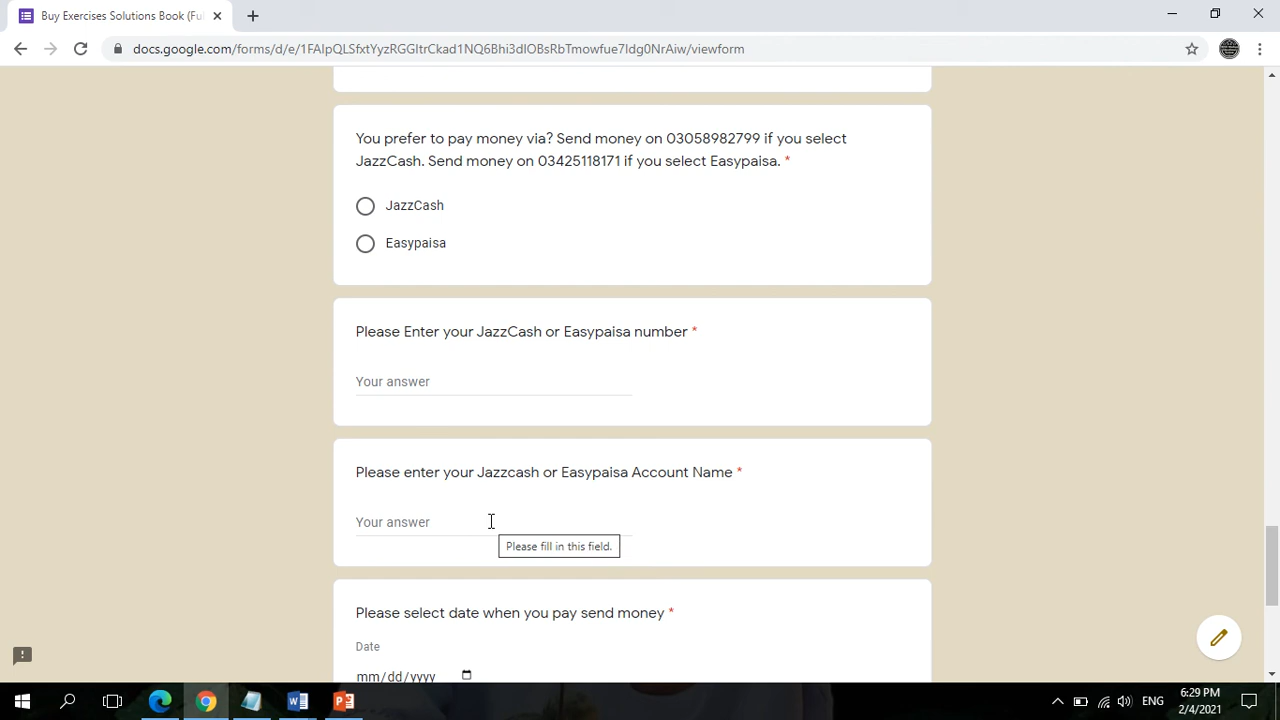 Buy Exercises Solutions Book (Fu
docs.google.com/forms/d/e/1FAIpQLSfxtYyzRGGltrCkad1NQ6Bhi3dlOBsRbTmowfue7Idg0NrAiw/viewform
You prefer to pay money via? Send money on 03058982799 if you select
JazzCash. Send money on 03425118171 if you select Easypaisa. *
JazzCash
Easypaisa
Please Enter your JazzCash or Easypaisa number *
Your answer
Please enter your Jazzcash or Easypaisa Account Name *
Your answer
Please fill in this field.
Please select date when you pay send money *
Date
mm/dd/yyyy
ENG
6:29 PM
2/4/2021